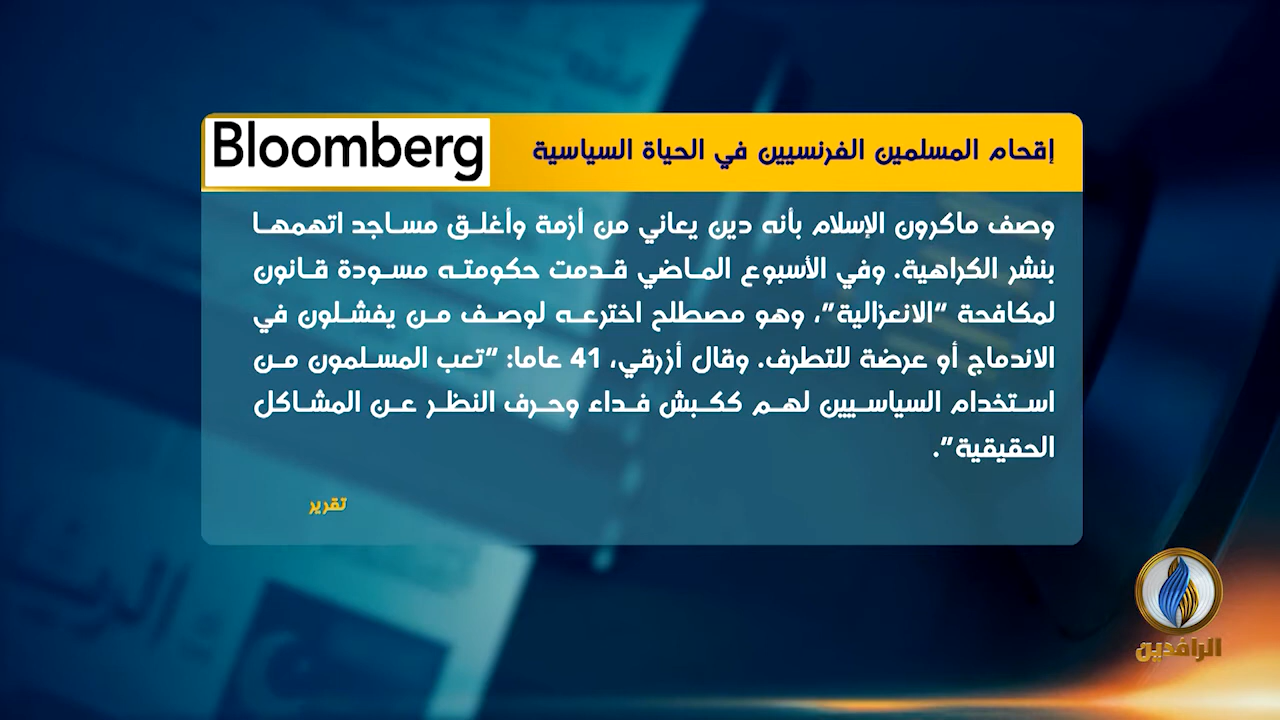 إقحام المسلمين الفرنسيين في الحياة السياسية
Bloomberg
وصف ماكرون الإسلام بأنه دين يعاني من أزمة وأغلق مساجد اتهمها
بنشر الكراهية. وفي الأسبوع الماضي قدمت حكومته مسودة قانون
لمكافحة “الانعزالية”، وهو مصطلح اخترعه لوصف من يفشلون في
الاندماج أو عرضة للتطرف. وقال أزرقي، 41 عاما: “تعب المسلمون من
استخدام السياسيين لهم ككبش فداء وحرف النظر عن المشاكل
الحقيقية”.
تقرير
الرافدين